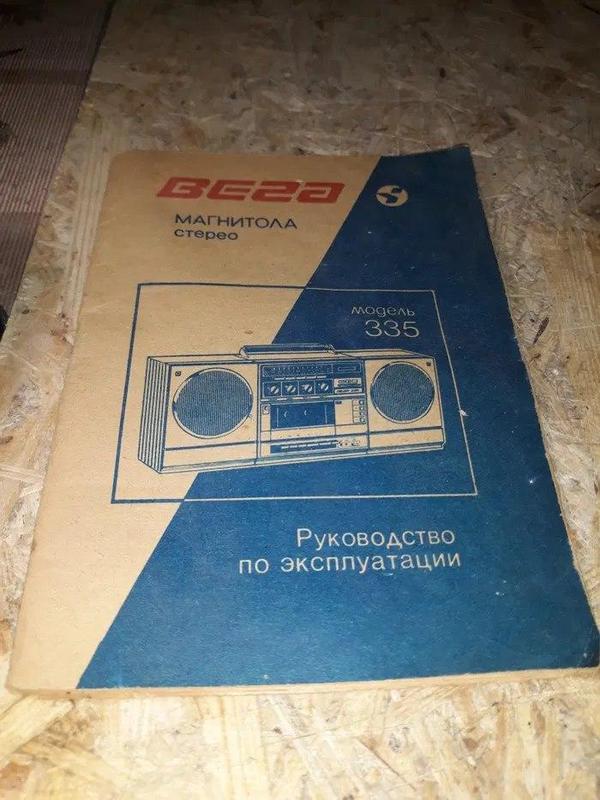 ВЕГА
МАГНИТОЛА
стерео
модель
335
Руководство
по эксплуатации